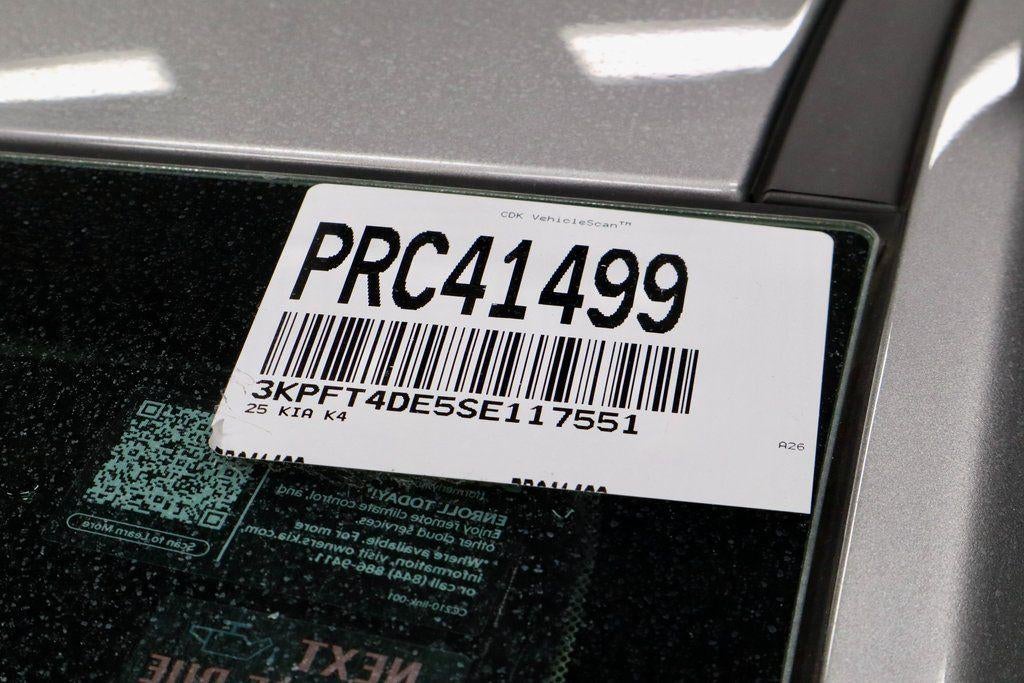 CDK VehicleScan™
PRC41499
3KPFT4DE5SE117551
25 KIA K4
A26
ENROLL TODAY!
Enjoy remote climate control, and
other cloud services.
*Where available. For more
information, visit owners.kia.com
or call (844) 886-9411.
Scan to Learn More
NEXT